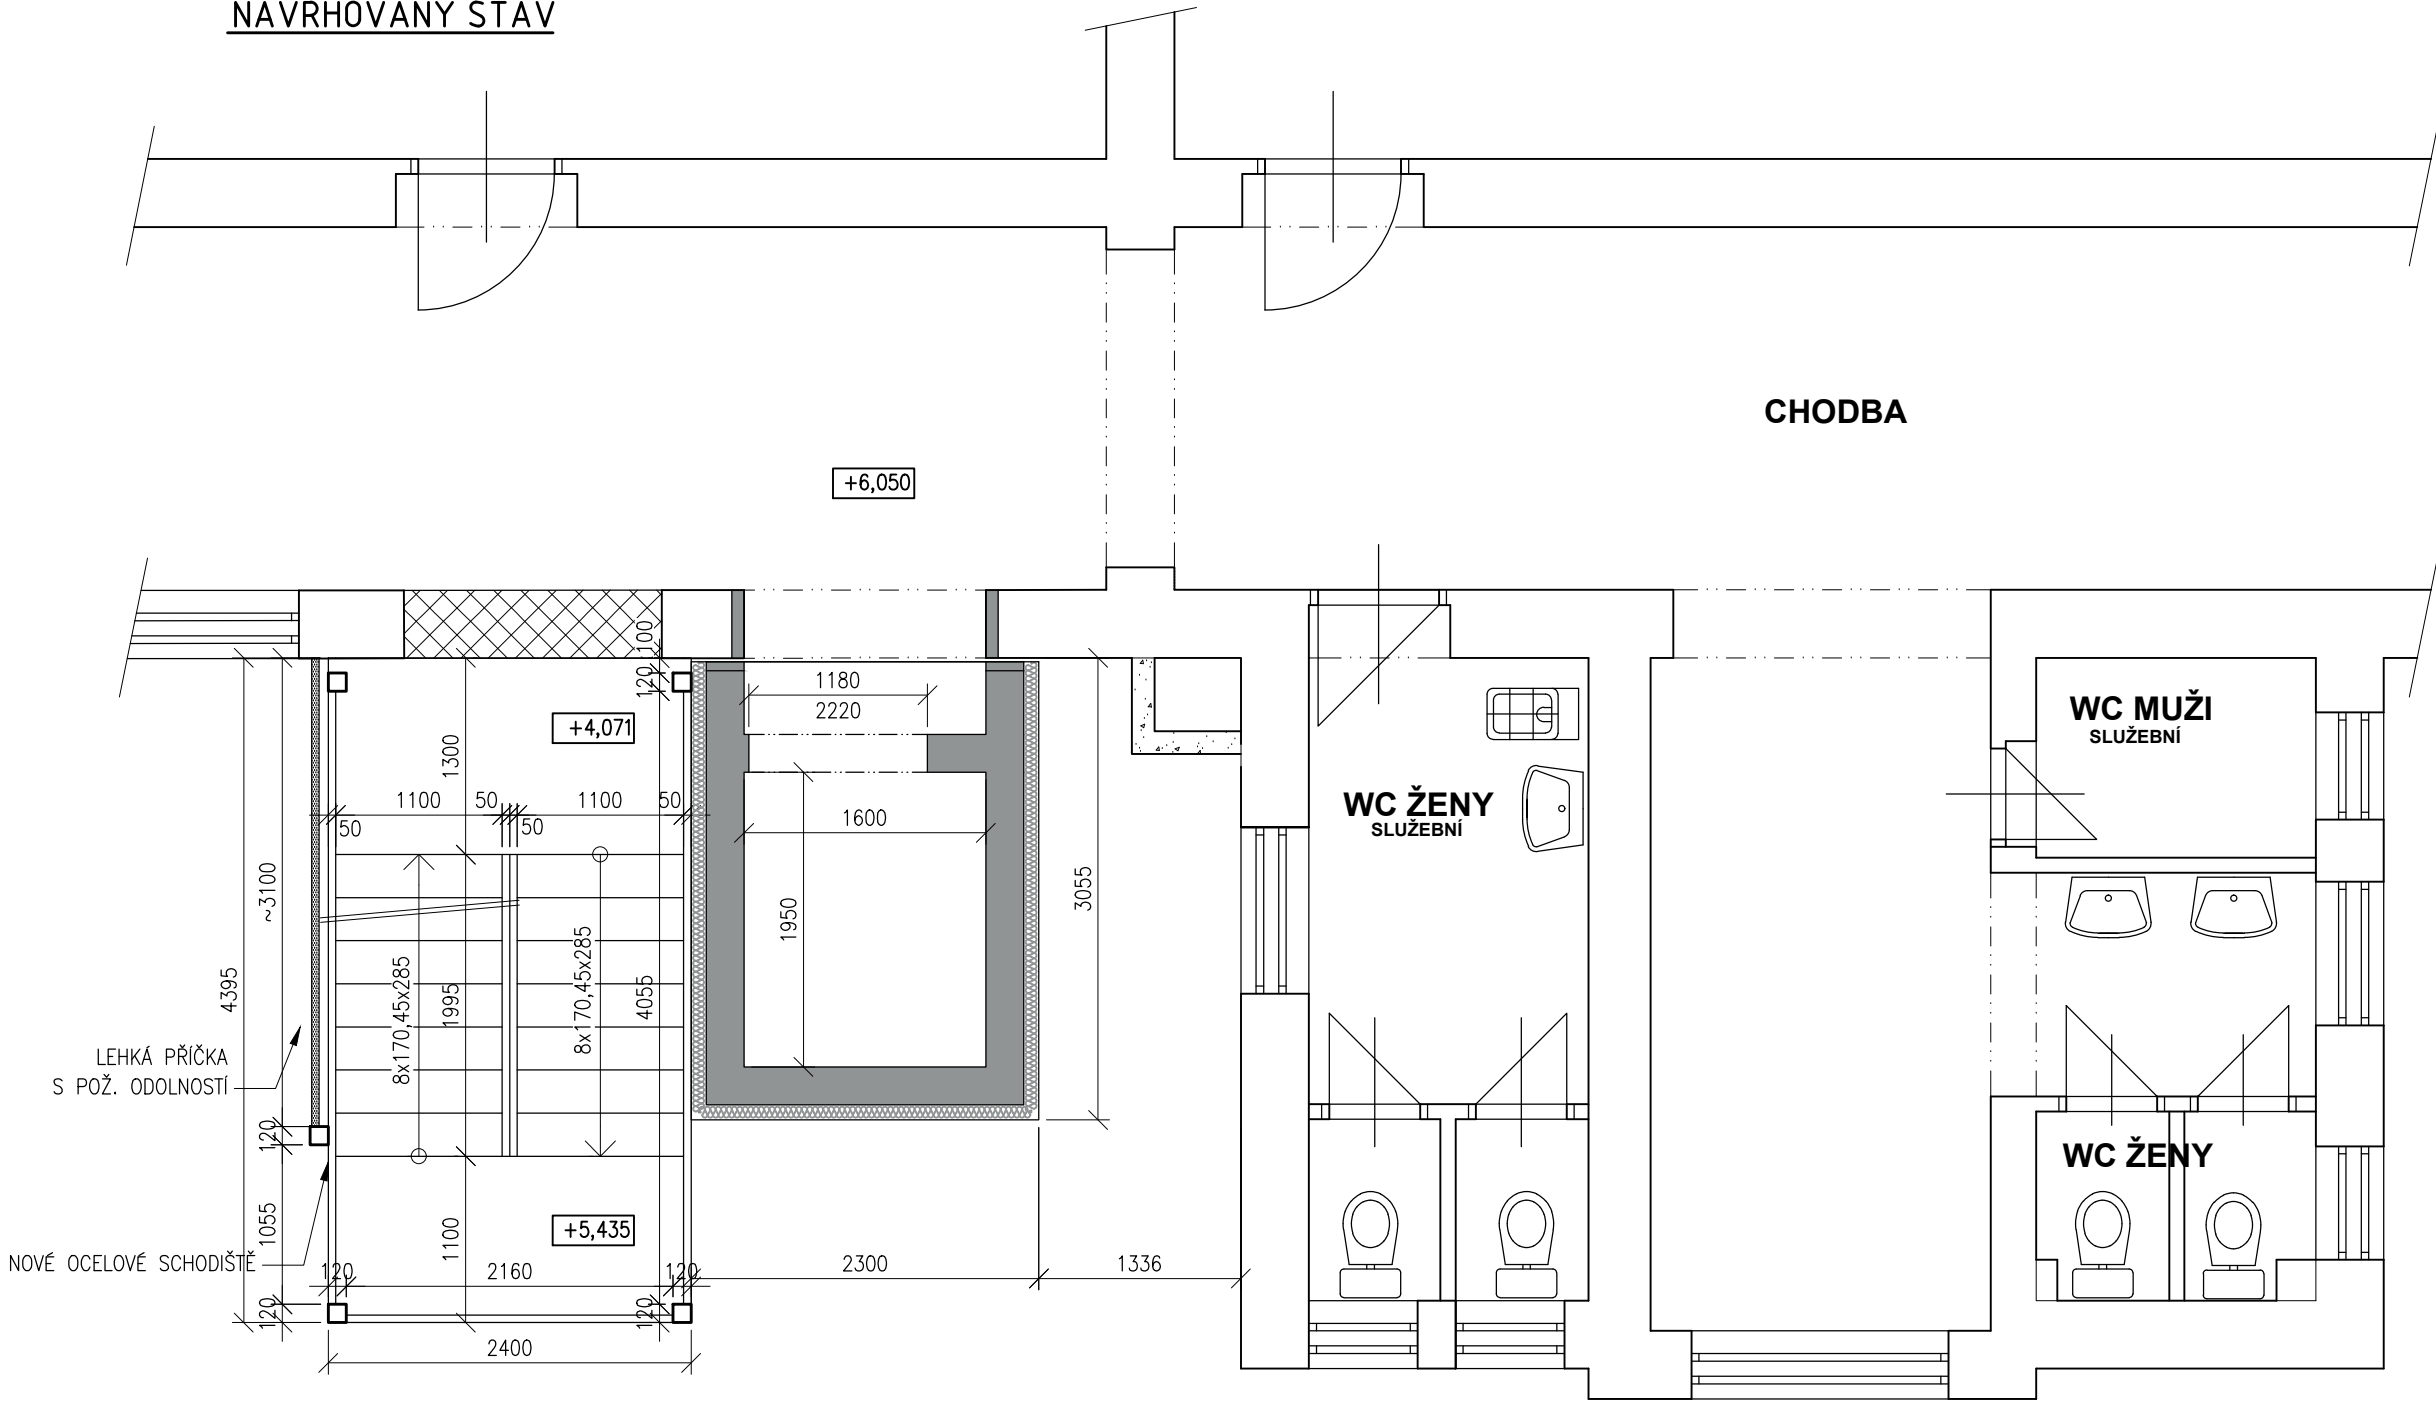 NAVRHOVANÝ STAV
CHODBA
+6,050
100
120
1180
2220
+4,071
1300
WC MUŽI
SLUŽEBNÍ
1100
50
1100
50
50
50
WC ŽENY
SLUŽEBNÍ
1600
~3100
3055
1950
4395
8x170,45x285
1995
8x170,45x285
4055
LEHKÁ PŘÍČKA
S POŽ. ODOLNOSTÍ
120
WC ŽENY
1055
1100
+5,435
NOVÉ OCELOVÉ SCHODIŠTĚ
120
2160
120
2300
1336
120
120
2400